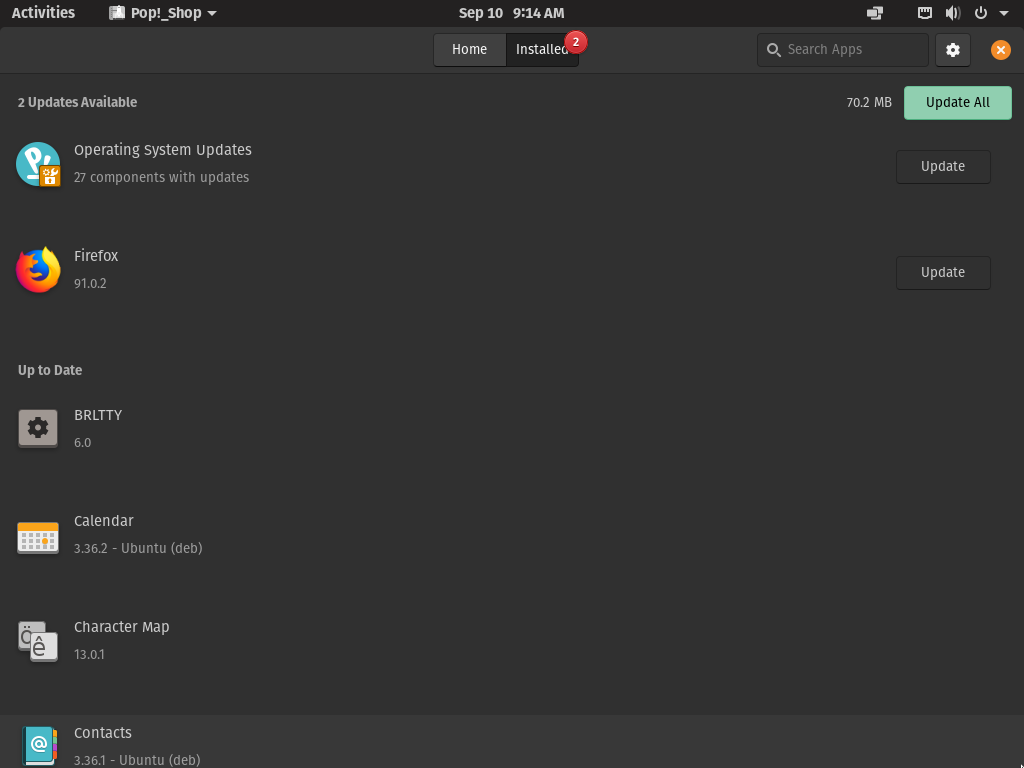 Activities
Pop!_Shop
Sep 10 9:14 AM
Home
Installed
2
Search Apps
2 Updates Available
70.2 MB
Update All
Operating System Updates
27 components with updates
Update
Firefox
91.0.2
Update
Up to Date
BRLTTY
6.0
Calendar
3.36.2 - Ubuntu (deb)
Character Map
13.0.1
Contacts
3.36.1 - Ubuntu (deb)